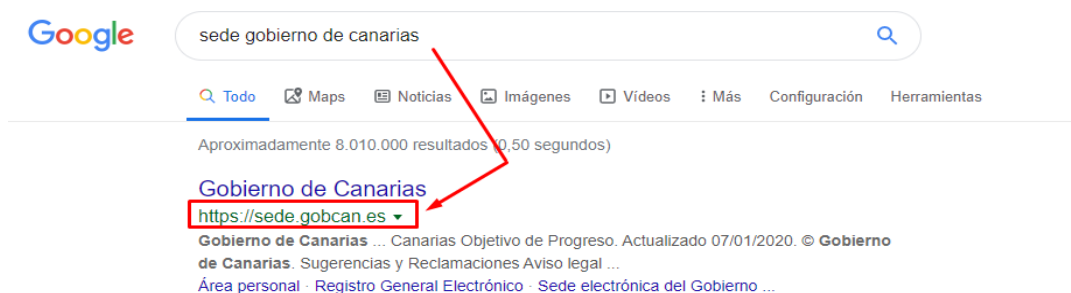 Google
sede gobierno de canarias
Todo Maps Noticias Imágenes Vídeos Más Configuración Herramientas
Aproximadamente 8.010.000 resultados (0,50 segundos)
Gobierno de Canarias
https://sede.gobcan.es
Gobierno de Canarias ... Canarias Objetivo de Progreso. Actualizado 07/01/2020. © Gobierno
de Canarias. Sugerencias y Reclamaciones Aviso legal ...
Área personal · Registro General Electrónico · Sede electrónica del Gobierno ...